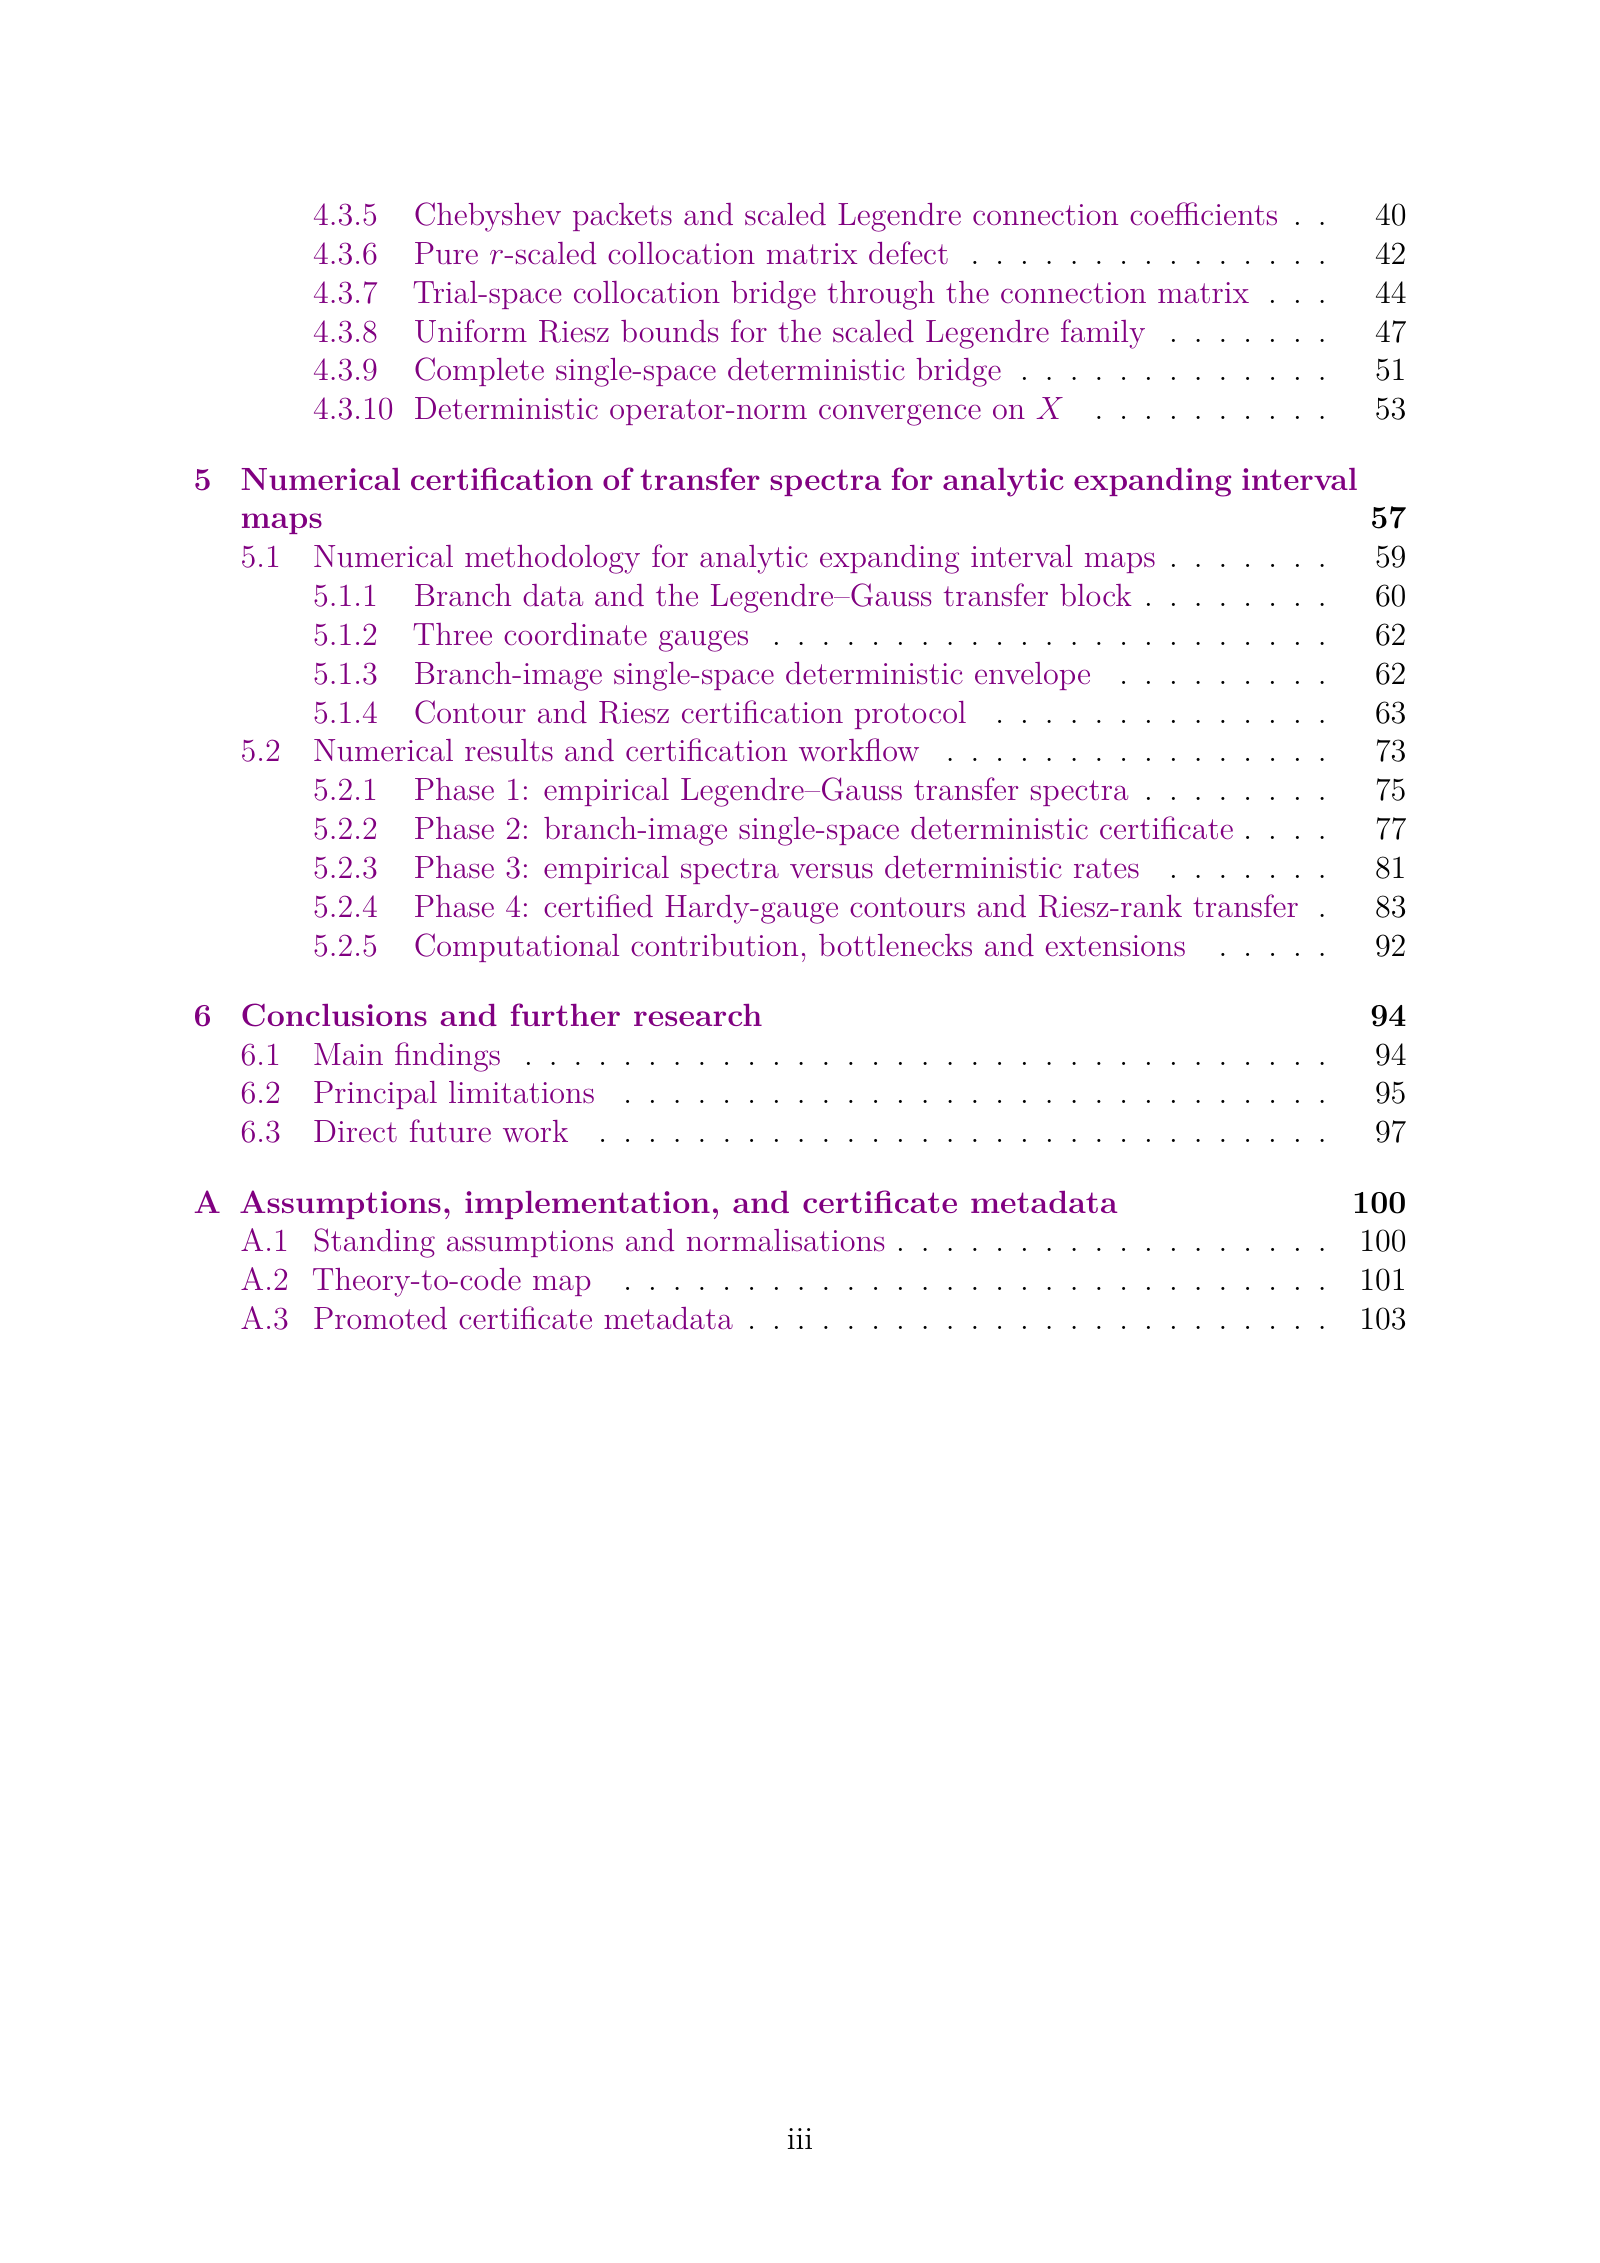 4.3.5 Chebyshev packets and scaled Legendre connection coefficients . . 40
4.3.6 Pure r-scaled collocation matrix defect . . . . . . . . . . . . . . . 42
4.3.7 Trial-space collocation bridge through the connection matrix . . . 44
4.3.8 Uniform Riesz bounds for the scaled Legendre family . . . . . . . 47
4.3.9 Complete single-space deterministic bridge . . . . . . . . . . . . . 51
4.3.10 Deterministic operator-norm convergence on X . . . . . . . . . . 53
5 Numerical certification of transfer spectra for analytic expanding interval
maps 57
5.1 Numerical methodology for analytic expanding interval maps . . . . . . . 59
5.1.1 Branch data and the Legendre–Gauss transfer block . . . . . . . . 60
5.1.2 Three coordinate gauges . . . . . . . . . . . . . . . . . . . . . . . 62
5.1.3 Branch-image single-space deterministic envelope . . . . . . . . . 62
5.1.4 Contour and Riesz certification protocol . . . . . . . . . . . . . . 63
5.2 Numerical results and certification workflow . . . . . . . . . . . . . . . . 73
5.2.1 Phase 1: empirical Legendre–Gauss transfer spectra . . . . . . . . 75
5.2.2 Phase 2: branch-image single-space deterministic certificate . . . . 77
5.2.3 Phase 3: empirical spectra versus deterministic rates . . . . . . . 81
5.2.4 Phase 4: certified Hardy-gauge contours and Riesz-rank transfer . 83
5.2.5 Computational contribution, bottlenecks and extensions . . . . . 92
6 Conclusions and further research 94
6.1 Main findings . . . . . . . . . . . . . . . . . . . . . . . . . . . . . . . . . 94
6.2 Principal limitations . . . . . . . . . . . . . . . . . . . . . . . . . . . . . 95
6.3 Direct future work . . . . . . . . . . . . . . . . . . . . . . . . . . . . . . 97
A Assumptions, implementation, and certificate metadata 100
A.1 Standing assumptions and normalisations . . . . . . . . . . . . . . . . . . 100
A.2 Theory-to-code map . . . . . . . . . . . . . . . . . . . . . . . . . . . . . 101
A.3 Promoted certificate metadata . . . . . . . . . . . . . . . . . . . . . . . . 103
iii